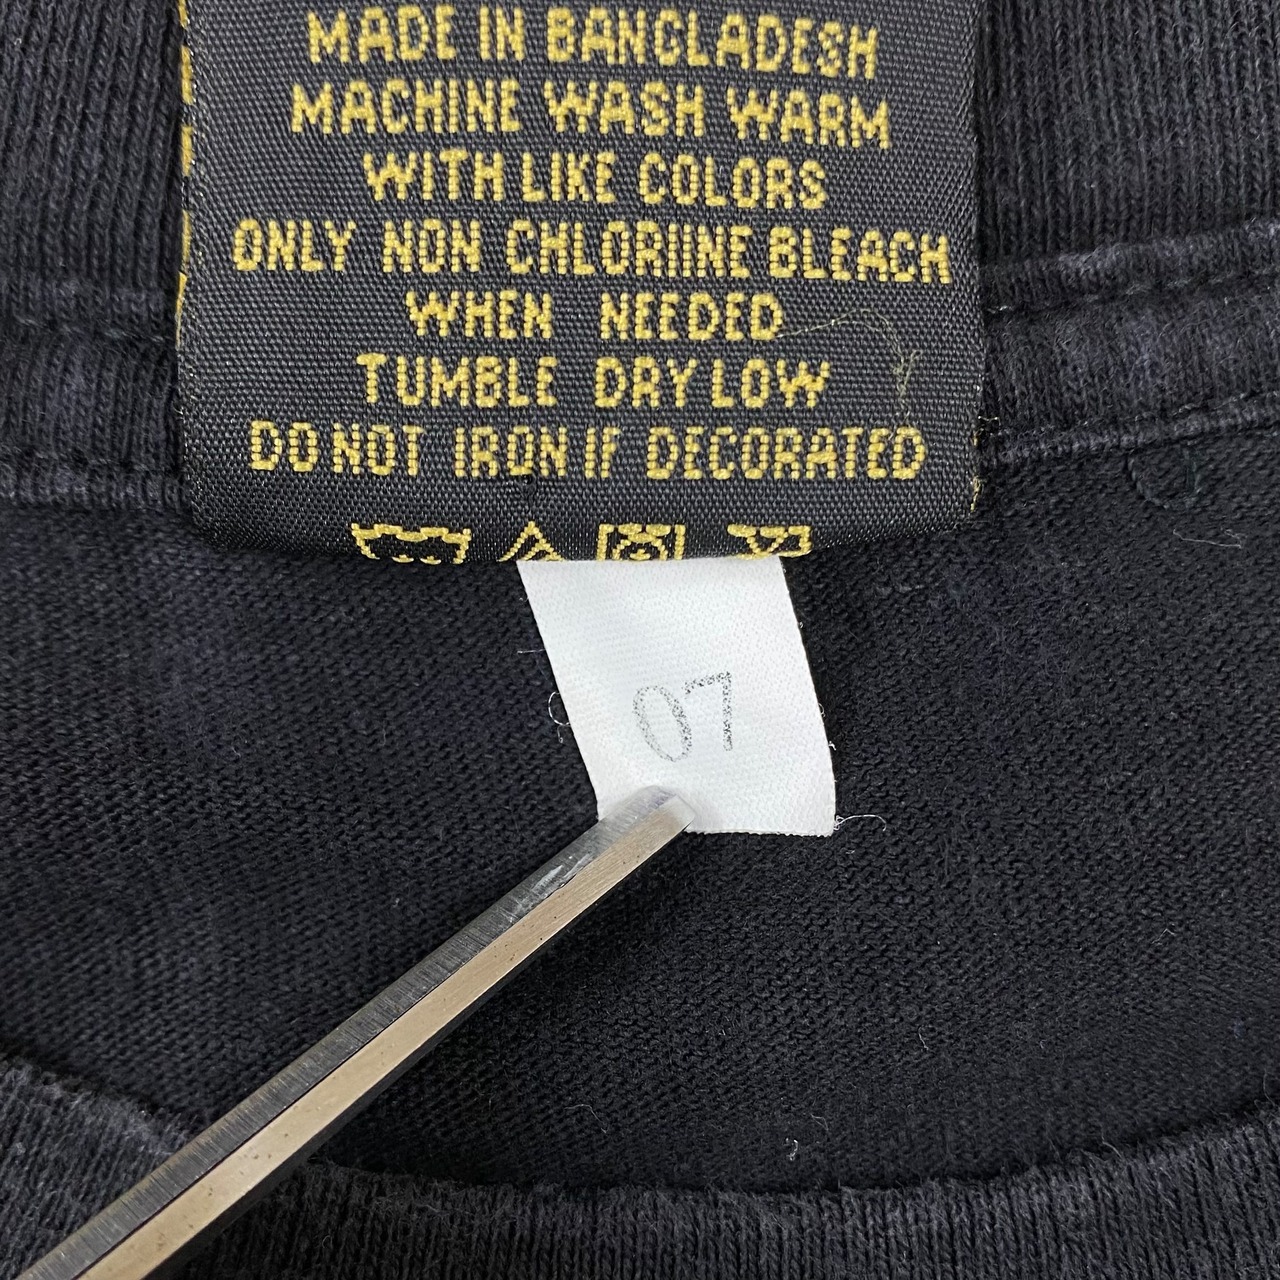 MADE IN BANGLADESH
MACHINE WASH WARM
WITH LIKE COLORS
ONLY NON CHLORIINE BLEACH
WHEN NEEDED
TUMBLE DRY LOW
DO NOT IRON IF DECORATED
07